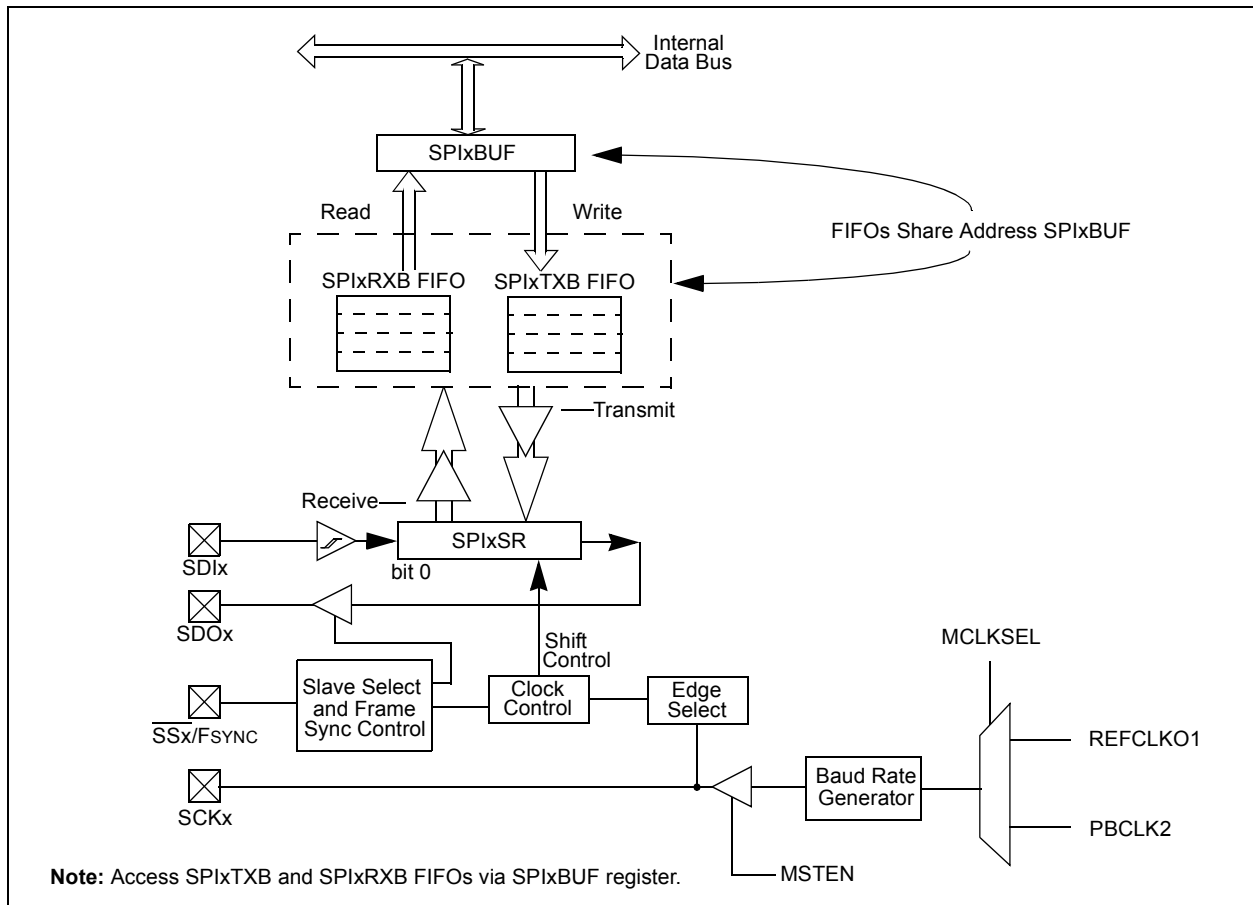 Internal
Data Bus
SPIxBUF
Read
Write
FIFOs Share Address SPIxBUF
SPIxRXB FIFO
SPIxTXB FIFO
Transmit
Receive
SPIxSR
SDIx
bit 0
SDOx
Shift
Control
MCLKSEL
Slave Select
and Frame
Sync Control
Clock
Control
Edge
Select
SSx/FSYNC
REFCLKO1
Baud Rate
Generator
SCKx
PBCLK2
MSTEN
Note: Access SPIxTXB and SPIxRXB FIFOs via SPIxBUF register.